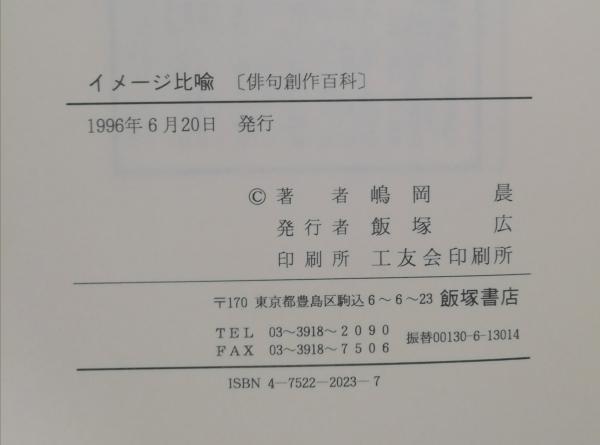 イメージ比喩 〔俳句創作百科〕
1996年6月20日 発行
© 著者 嶋岡晨
発行者 飯塚広
印刷所 工友会印刷所
〒170 東京都豊島区駒込6〜6〜23 飯塚書店
TEL 03〜3918〜2090
FAX 03〜3918〜7506
振替00130-6-13014
ISBN 4―7522―2023―7